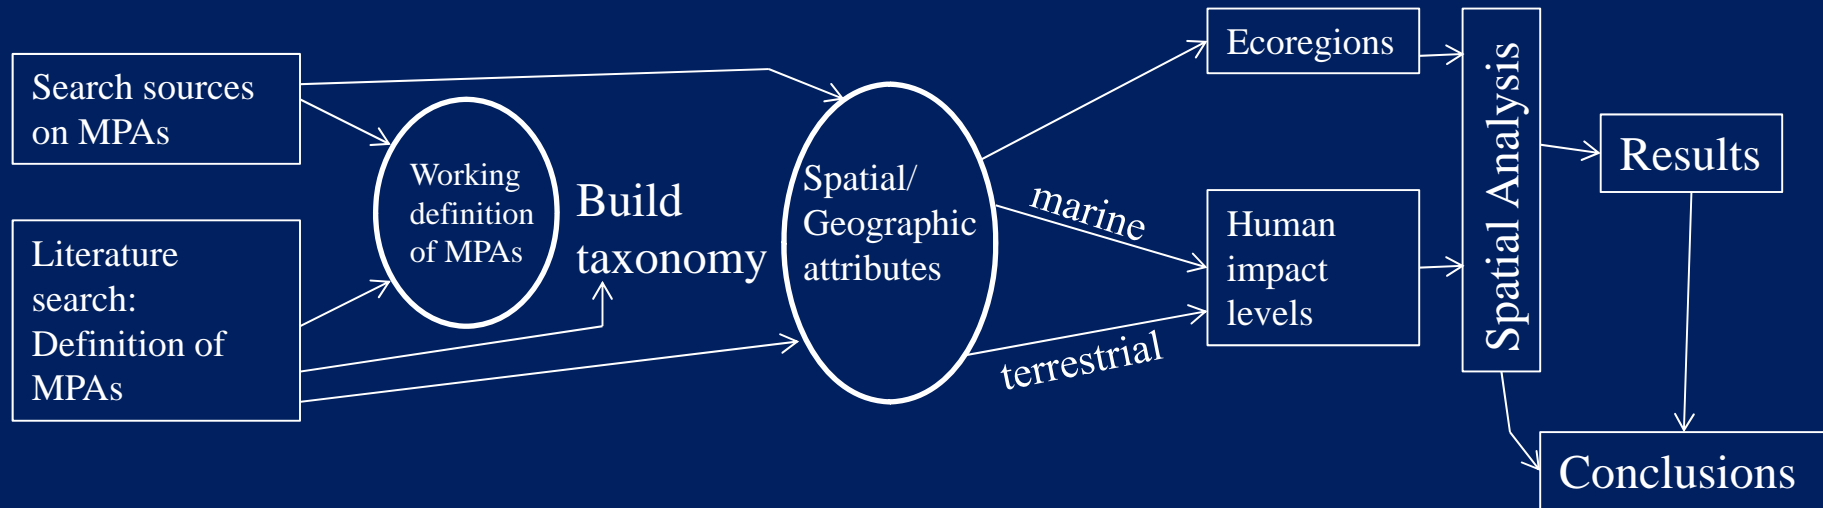 Search sources
on MPAs
Literature
search:
Definition of
MPAs
Working
definition
of MPAs
Build
taxonomy
Spatial/
Geographic
attributes
marine
terrestrial
Ecoregions
Human
impact
levels
Spatial Analysis
Results
Conclusions